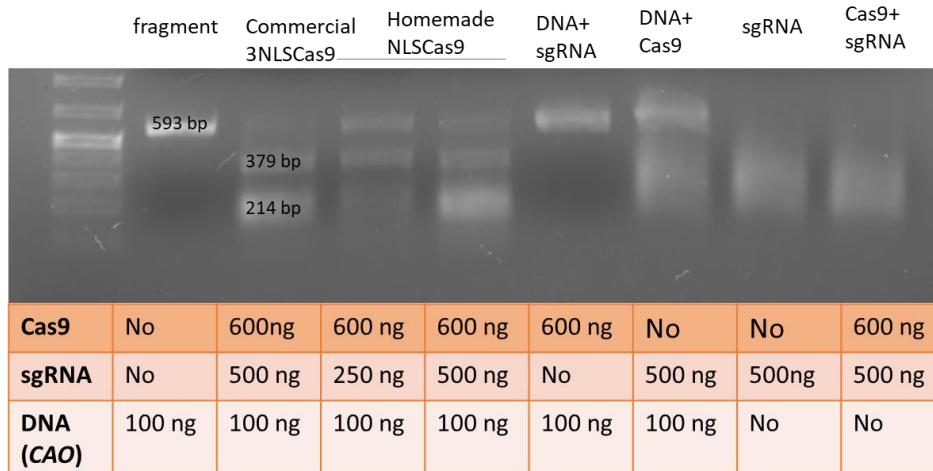 fragment Commercial 3NLSCas9 Homemade NLSCas9 DNA+ sgRNA DNA+ Cas9 sgRNA Cas9+ sgRNA
593 bp
379 bp
214 bp
Cas9 No 600ng 600 ng 600 ng 600 ng No No 600 ng
sgRNA No 500 ng 250 ng 500 ng No 500 ng 500ng 500 ng
DNA (CAO) 100 ng 100 ng 100 ng 100 ng 100 ng 100 ng No No